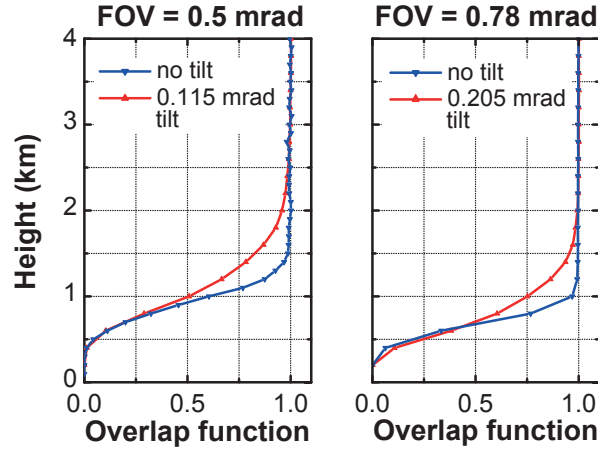 FOV = 0.5 mrad
FOV = 0.78 mrad
4
3
2
1
0
Height (km)
no tilt
0.115 mrad
tilt
no tilt
0.205 mrad
tilt
0.0
0.5
1.0
0.0
0.5
1.0
Overlap function
Overlap function